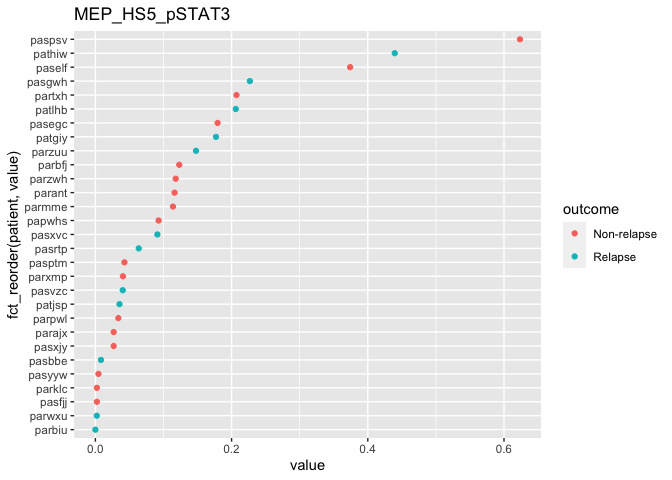 MEP_HS5_pSTAT3
fct_reorder(patient, value)
paspsv
pathiw
paself
pasgwh
partxh
patlhb
pasegc
patgiy
parzuu
parbfj
parzwh
parant
parmme
papwhs
pasxvc
pasrtp
pasptm
parxmp
pasvzc
patjsp
parpwl
parajx
pasxjy
pasbbe
pasyyw
parklc
pasfjj
parwxu
parbiu
0.0 0.2 0.4 0.6
value
outcome
Non-relapse
Relapse